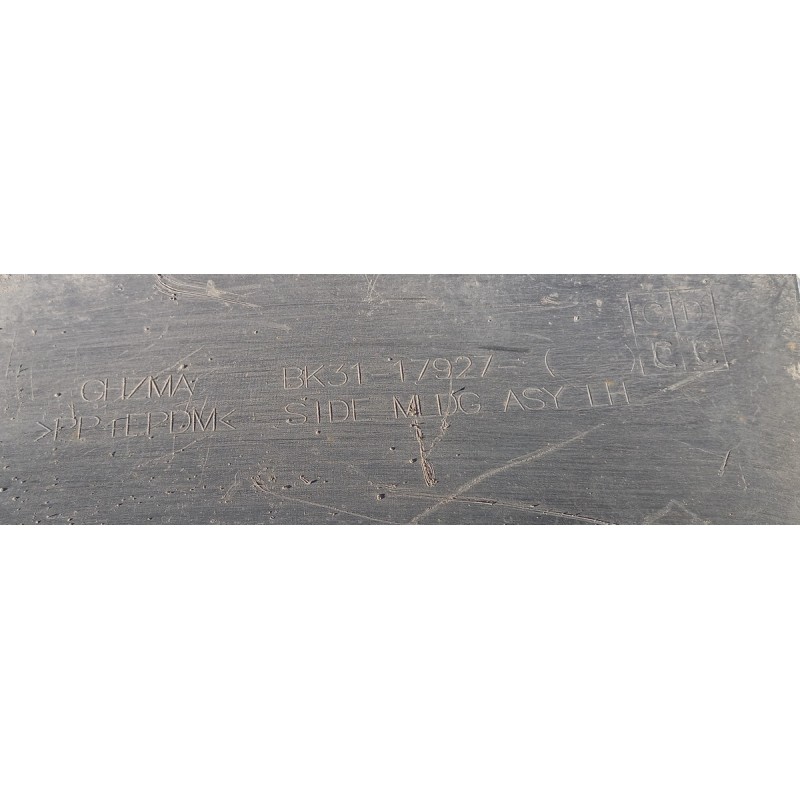 BK31 17927- ( )
SIDE MLDG ASY LH
>PP+EPDM<